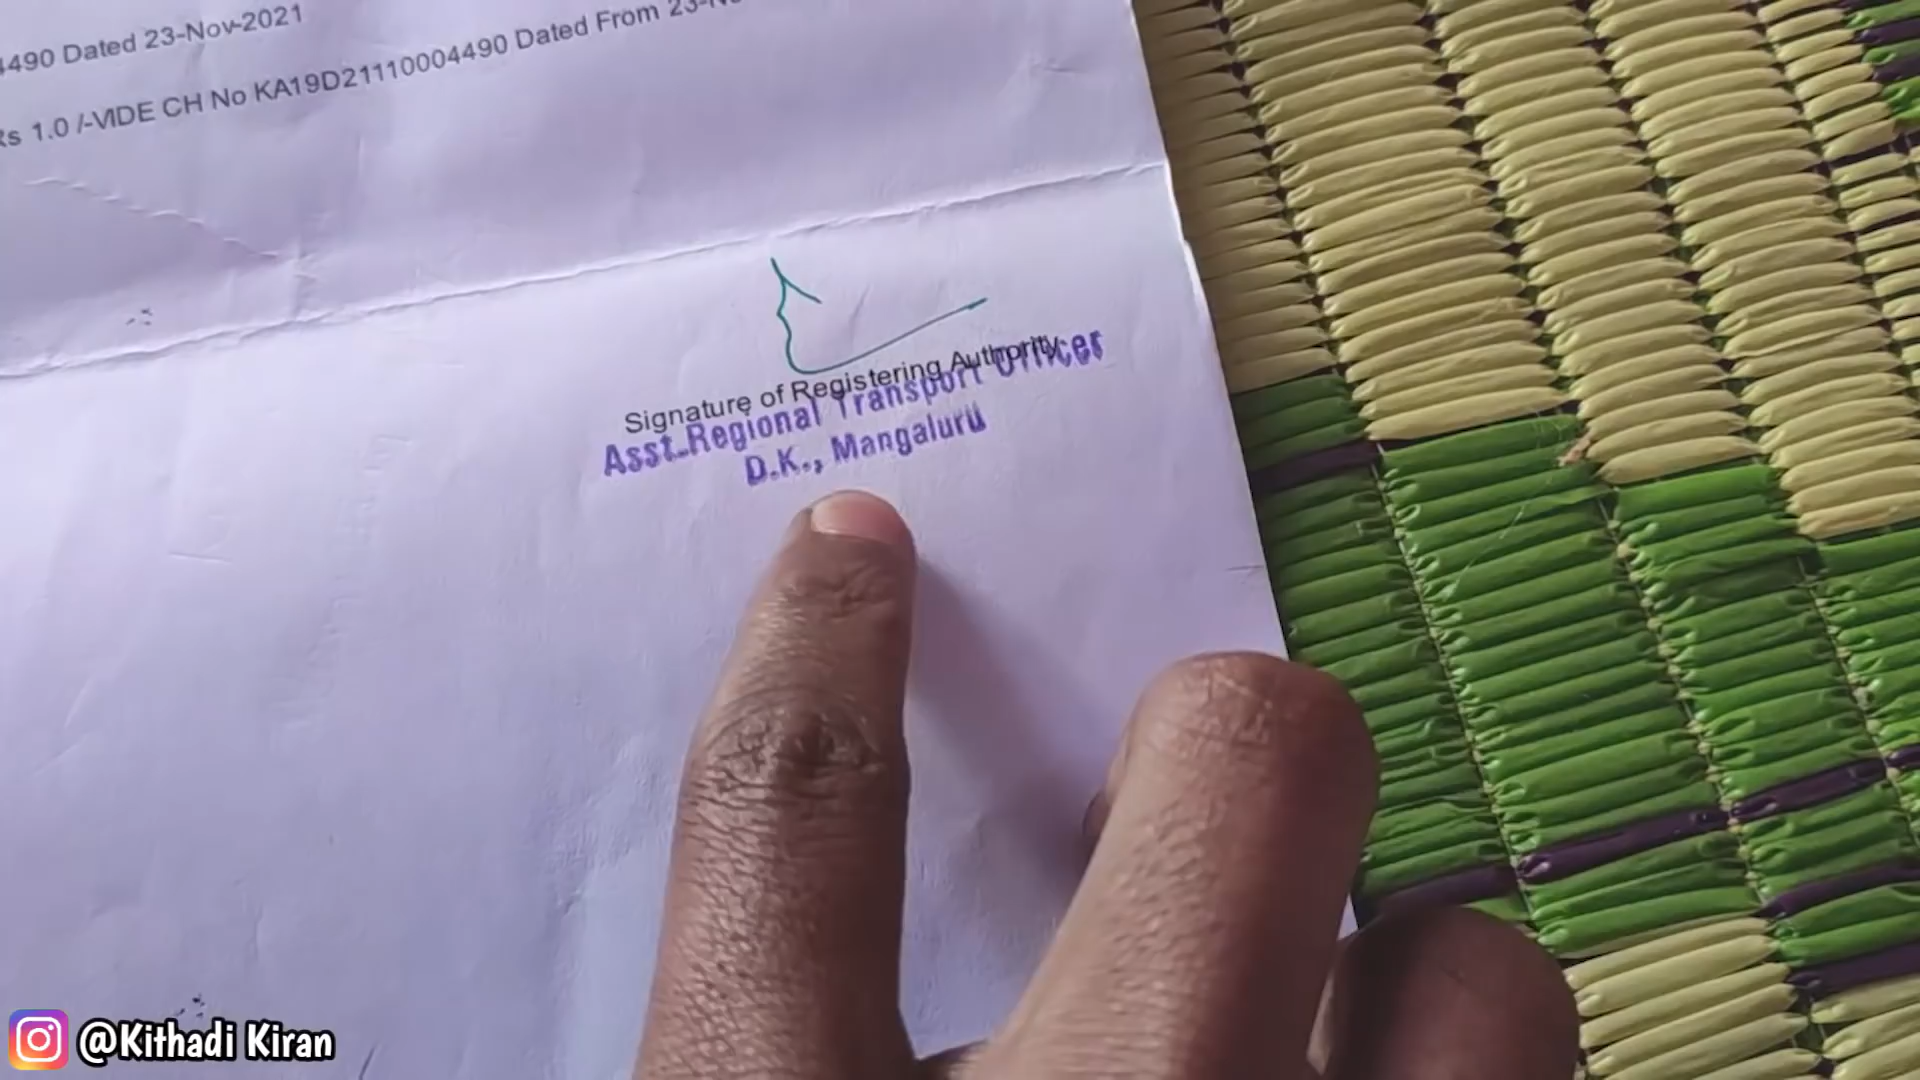 4490 Dated 23-Nov-2021
Rs 1.0 /-VIDE CH No KA19D21110004490 Dated From 23-
Signature of Registering Authority
Asst.Regional Transport Officer
D.K., Mangaluru
@Kithadi Kiran